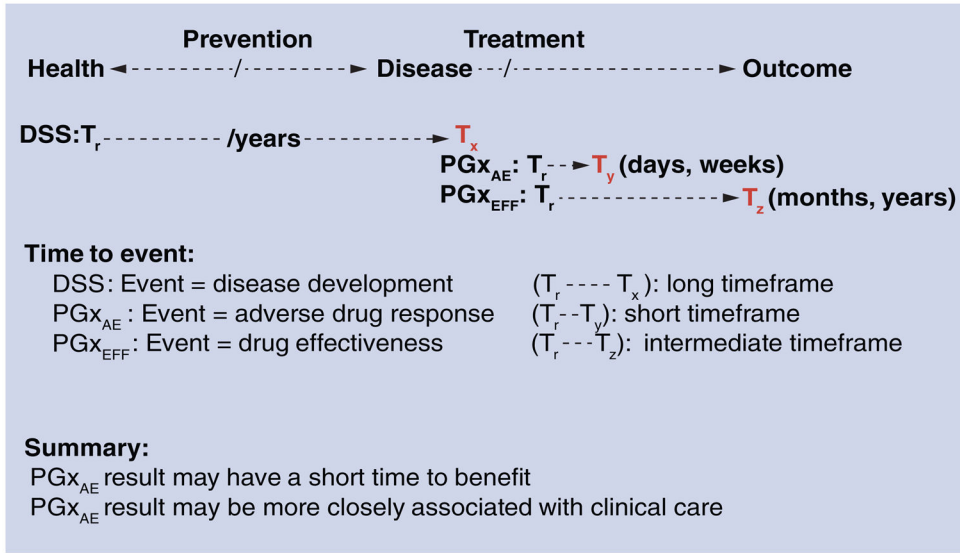 Prevention Treatment
Health ◄-----------/-----------► Disease ---/--------------------► Outcome
DSS:Tr----------- /years -------------► Tx
PGxAE: Tr---► Ty (days, weeks)
PGxEFF: Tr-----------------► Tz (months, years)
Time to event:
DSS: Event = disease development (Tr ---- Tx): long timeframe
PGxAE : Event = adverse drug response (Tr--Ty): short timeframe
PGxEFF : Event = drug effectiveness (Tr---Tz): intermediate timeframe
Summary:
PGxAE result may have a short time to benefit
PGxAE result may be more closely associated with clinical care